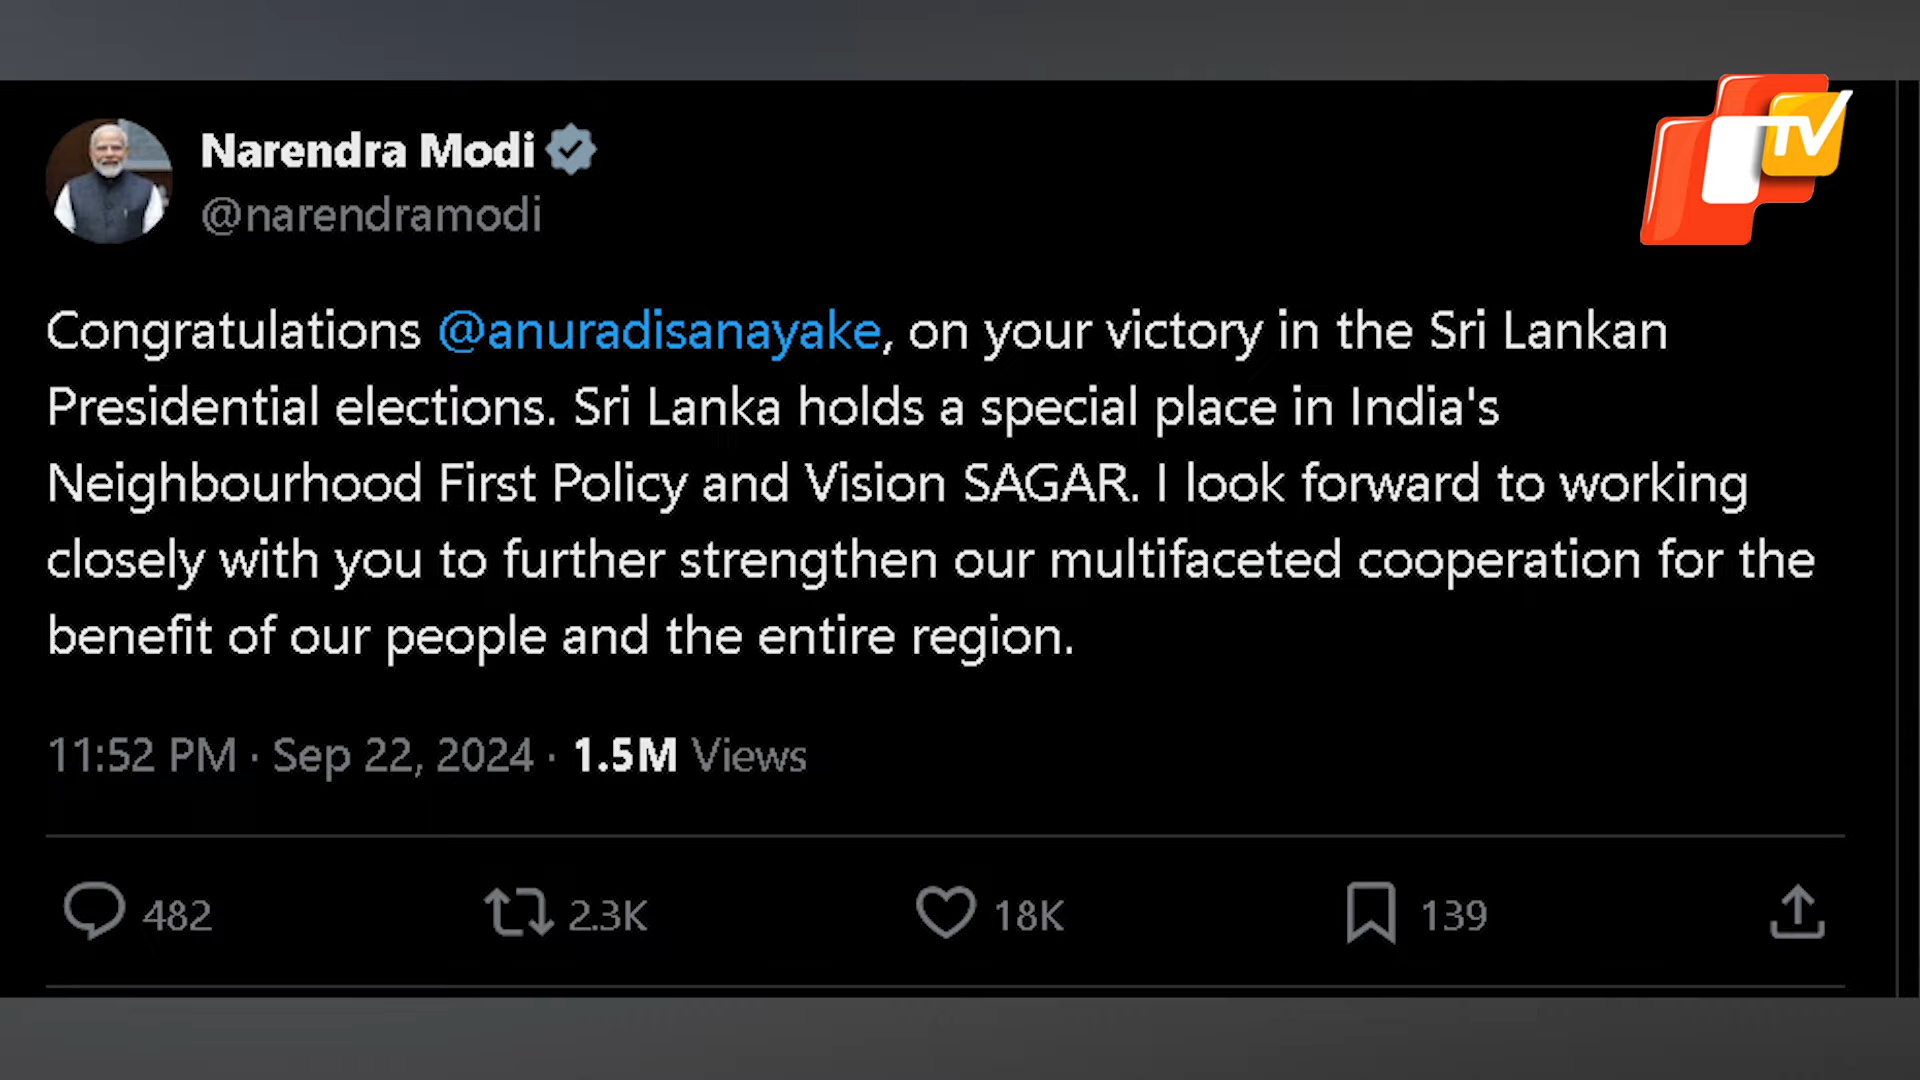 Narendra Modi
@narendramodi
TV
Congratulations @anuradisanayake, on your victory in the Sri Lankan
Presidential elections. Sri Lanka holds a special place in India's
Neighbourhood First Policy and Vision SAGAR. I look forward to working
closely with you to further strengthen our multifaceted cooperation for the
benefit of our people and the entire region.
11:52 PM · Sep 22, 2024 · 1.5M Views
482 2.3K 18K 139